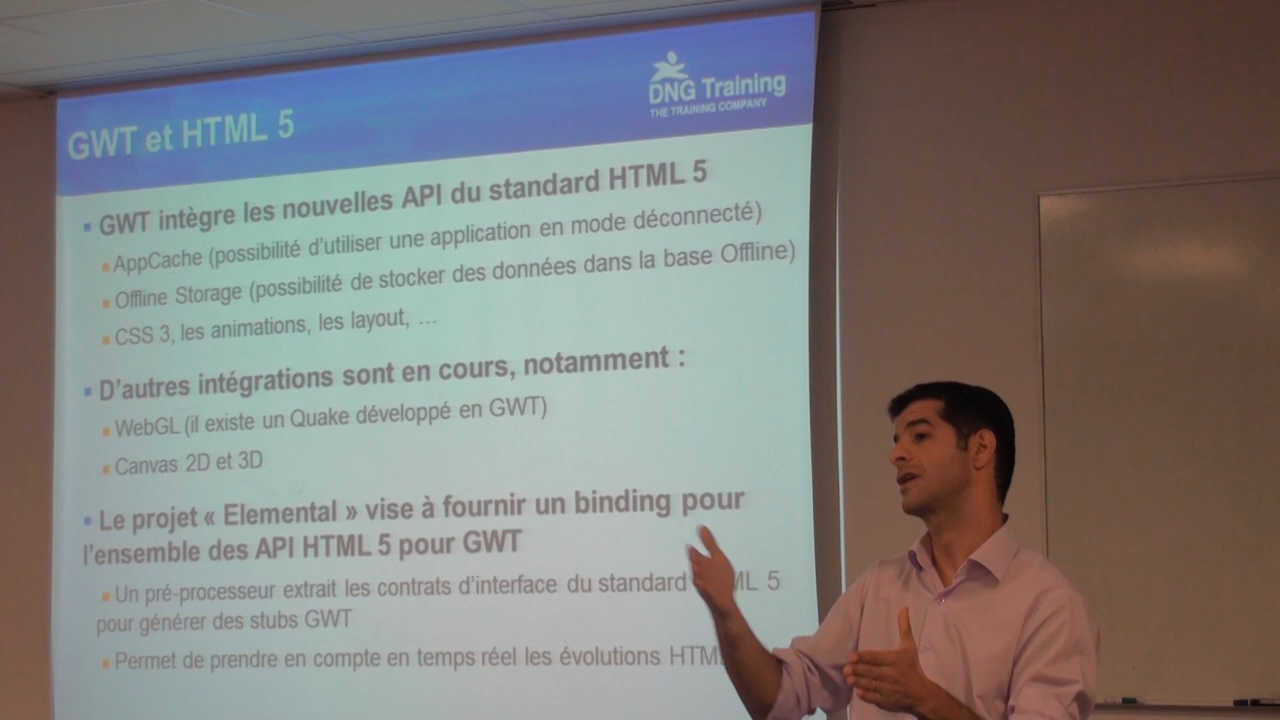 DNG Training
THE TRAINING COMPANY
GWT et HTML 5
GWT intègre les nouvelles API du standard HTML 5
AppCache (possibilité d'utiliser une application en mode déconnecté)
Offline Storage (possibilité de stocker des données dans la base Offline)
CSS 3, les animations, les layout, …
D'autres intégrations sont en cours, notamment :
WebGL (il existe un Quake développé en GWT)
Canvas 2D et 3D
Le projet « Elemental » vise à fournir un binding pour
l'ensemble des API HTML 5 pour GWT
Un pré-processeur extrait les contrats d'interface du standard ML 5
pour générer des stubs GWT
Permet de prendre en compte en temps réel les évolutions HTM